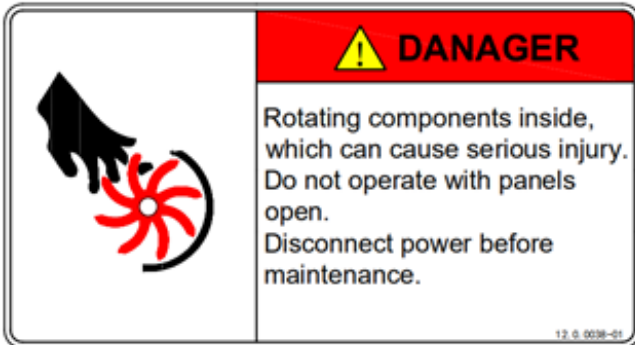 DANAGER
Rotating components inside,
which can cause serious injury.
Do not operate with panels
open.
Disconnect power before
maintenance.
12.0.0038-01